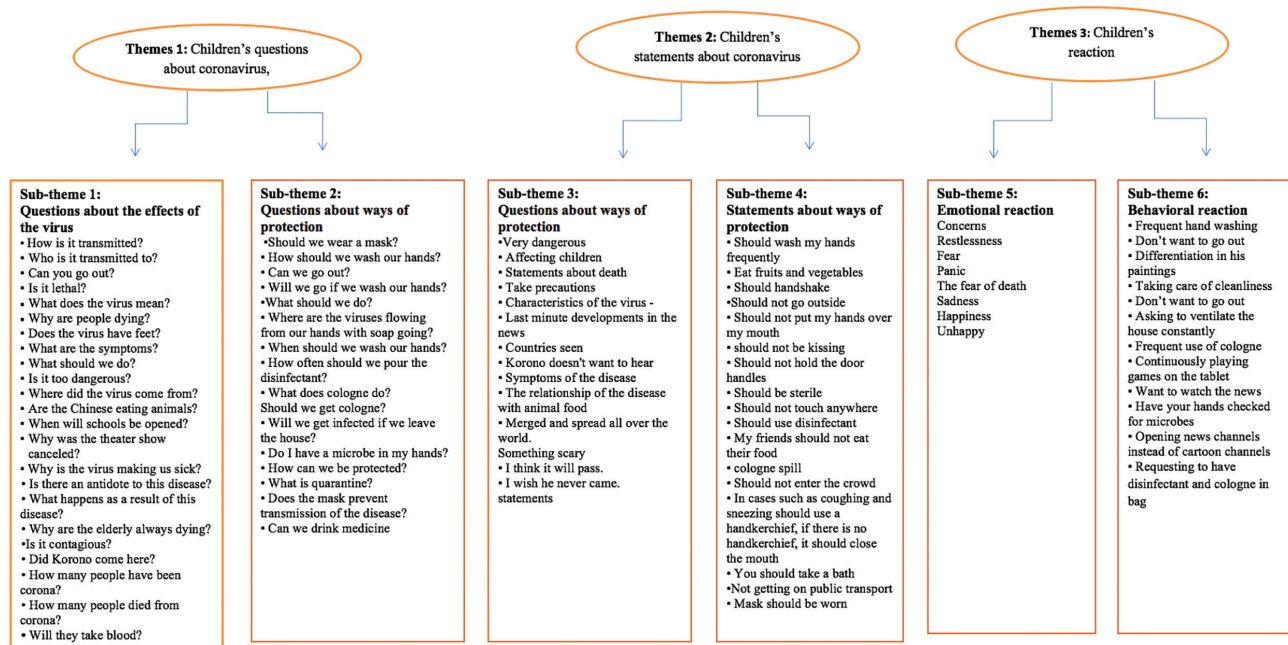 Themes 1: Children's questions
about coronavirus,
Themes 2: Children's
statements about coronavirus
Themes 3: Children's
reaction
Sub-theme 1:
Questions about the effects of
the virus
• How is it transmitted?
• Who is it transmitted to?
• Can you go out?
• Is it lethal?
• What does the virus mean?
• Why are people dying?
• Does the virus have feet?
• What are the symptoms?
• What should we do?
• Is it too dangerous?
• Where did the virus come from?
• Are the Chinese eating animals?
• When will schools be opened?
• Why was the theater show
canceled?
• Why is the virus making us sick?
• Is there an antidote to this disease?
• What happens as a result of this
disease?
• Why are the elderly always dying?
•Is it contagious?
• Did Korono come here?
• How many people have been
corona?
• How many people died from
corona?
• Will they take blood?
Sub-theme 2:
Questions about ways of
protection
•Should we wear a mask?
• How should we wash our hands?
• Can we go out?
• Will we go if we wash our hands?
•What should we do?
• Where are the viruses flowing
from our hands with soap going?
• When should we wash our hands?
• How often should we pour the
disinfectant?
• What does cologne do?
Should we get cologne?
• Will we get infected if we leave
the house?
• Do I have a microbe in my hands?
• How can we be protected?
• What is quarantine?
• Does the mask prevent
transmission of the disease?
• Can we drink medicine
Sub-theme 3:
Questions about ways of
protection
•Very dangerous
• Affecting children
• Statements about death
• Take precautions
• Characteristics of the virus -
• Last minute developments in the
news
• Countries seen
• Korono doesn't want to hear
• Symptoms of the disease
• The relationship of the disease
with animal food
• Merged and spread all over the
world.
Something scary
• I think it will pass.
• I wish he never came.
statements
Sub-theme 4:
Statements about ways of
protection
• Should wash my hands
frequently
• Eat fruits and vegetables
• Should handshake
•Should not go outside
• Should not put my hands over
my mouth
• should not be kissing
• Should not hold the door
handles
• Should be sterile
• Should not touch anywhere
• Should use disinfectant
• My friends should not eat
their food
• cologne spill
• Should not enter the crowd
• In cases such as coughing and
sneezing should use a
handkerchief, if there is no
handkerchief, it should close
the mouth
• You should take a bath
•Not getting on public transport
• Mask should be worn
Sub-theme 5:
Emotional reaction
Concerns
Restlessness
Fear
Panic
The fear of death
Sadness
Happiness
Unhappy
Sub-theme 6:
Behavioral reaction
• Frequent hand washing
• Don't want to go out
• Differentiation in his
paintings
• Taking care of cleanliness
• Don't want to go out
• Asking to ventilate the
house constantly
• Frequent use of cologne
• Continuously playing
games on the tablet
• Want to watch the news
• Have your hands checked
for microbes
• Opening news channels
instead of cartoon channels
• Requesting to have
disinfectant and cologne in
bag